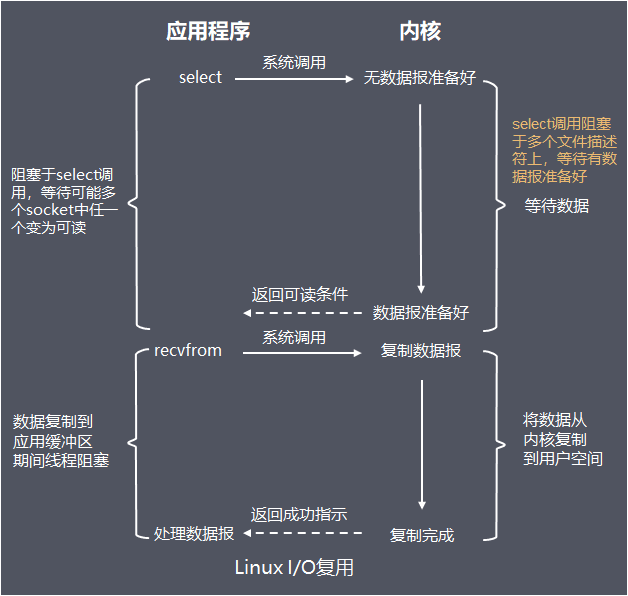 应用程序
内核
系统调用
select
无数据报准备好
select调用阻塞
于多个文件描述
符上，等待有数
据报准备好
阻塞于select调
用，等待可能多
个socket中任一
个变为可读
等待数据
返回可读条件
数据报准备好
系统调用
recvfrom
复制数据报
数据复制到
应用缓冲区
期间线程阻塞
将数据从
内核复制
到用户空间
返回成功指示
处理数据报
复制完成
Linux I/O复用